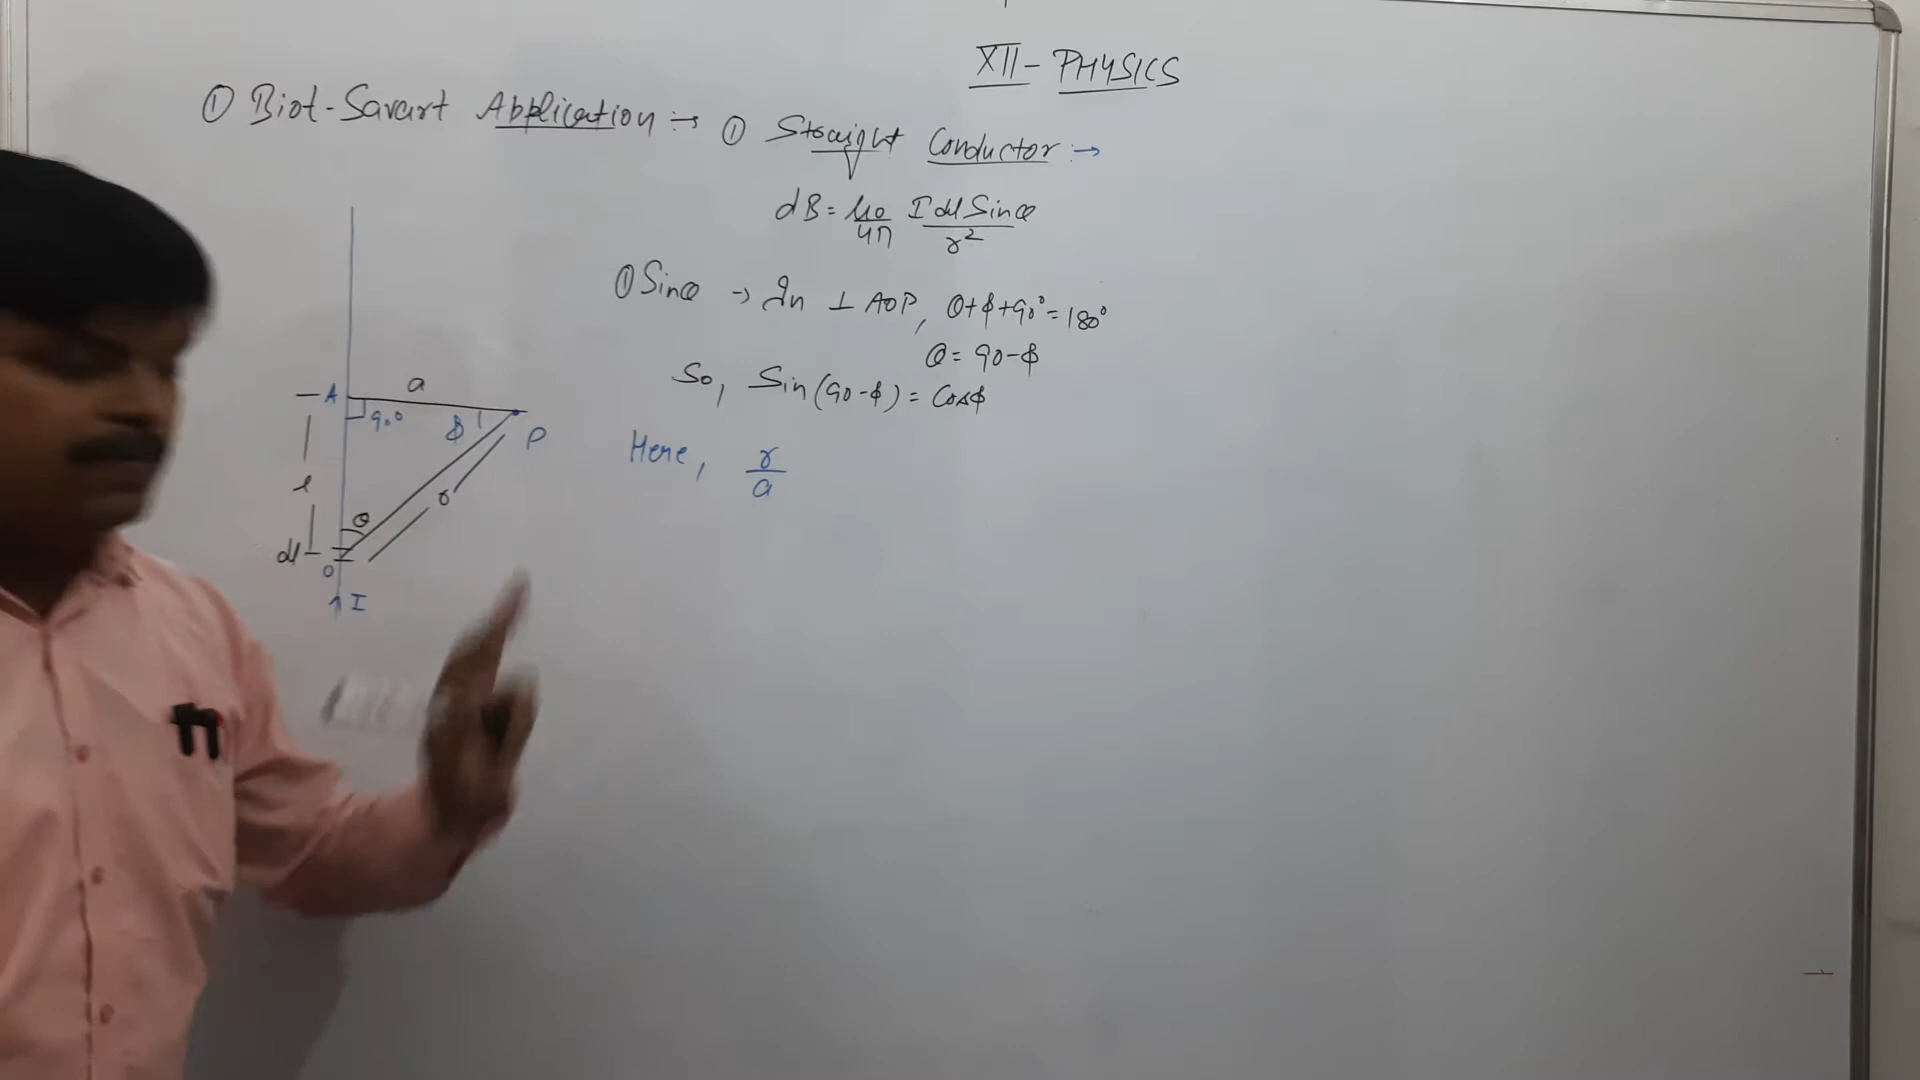 XII - PHYSICS
① Biot-Savart Application :→ ① Straight Conductor :→
dB = μ0/4π Idl Sinθ/r²
① Sinθ → In ⊥ AOP, θ+ϕ+90°=180°
θ = 90-ϕ
So, Sin(90-ϕ) = Cosϕ
Here, r/a
a
A
90°
ϕ
P
l
r
θ
dl
O
I